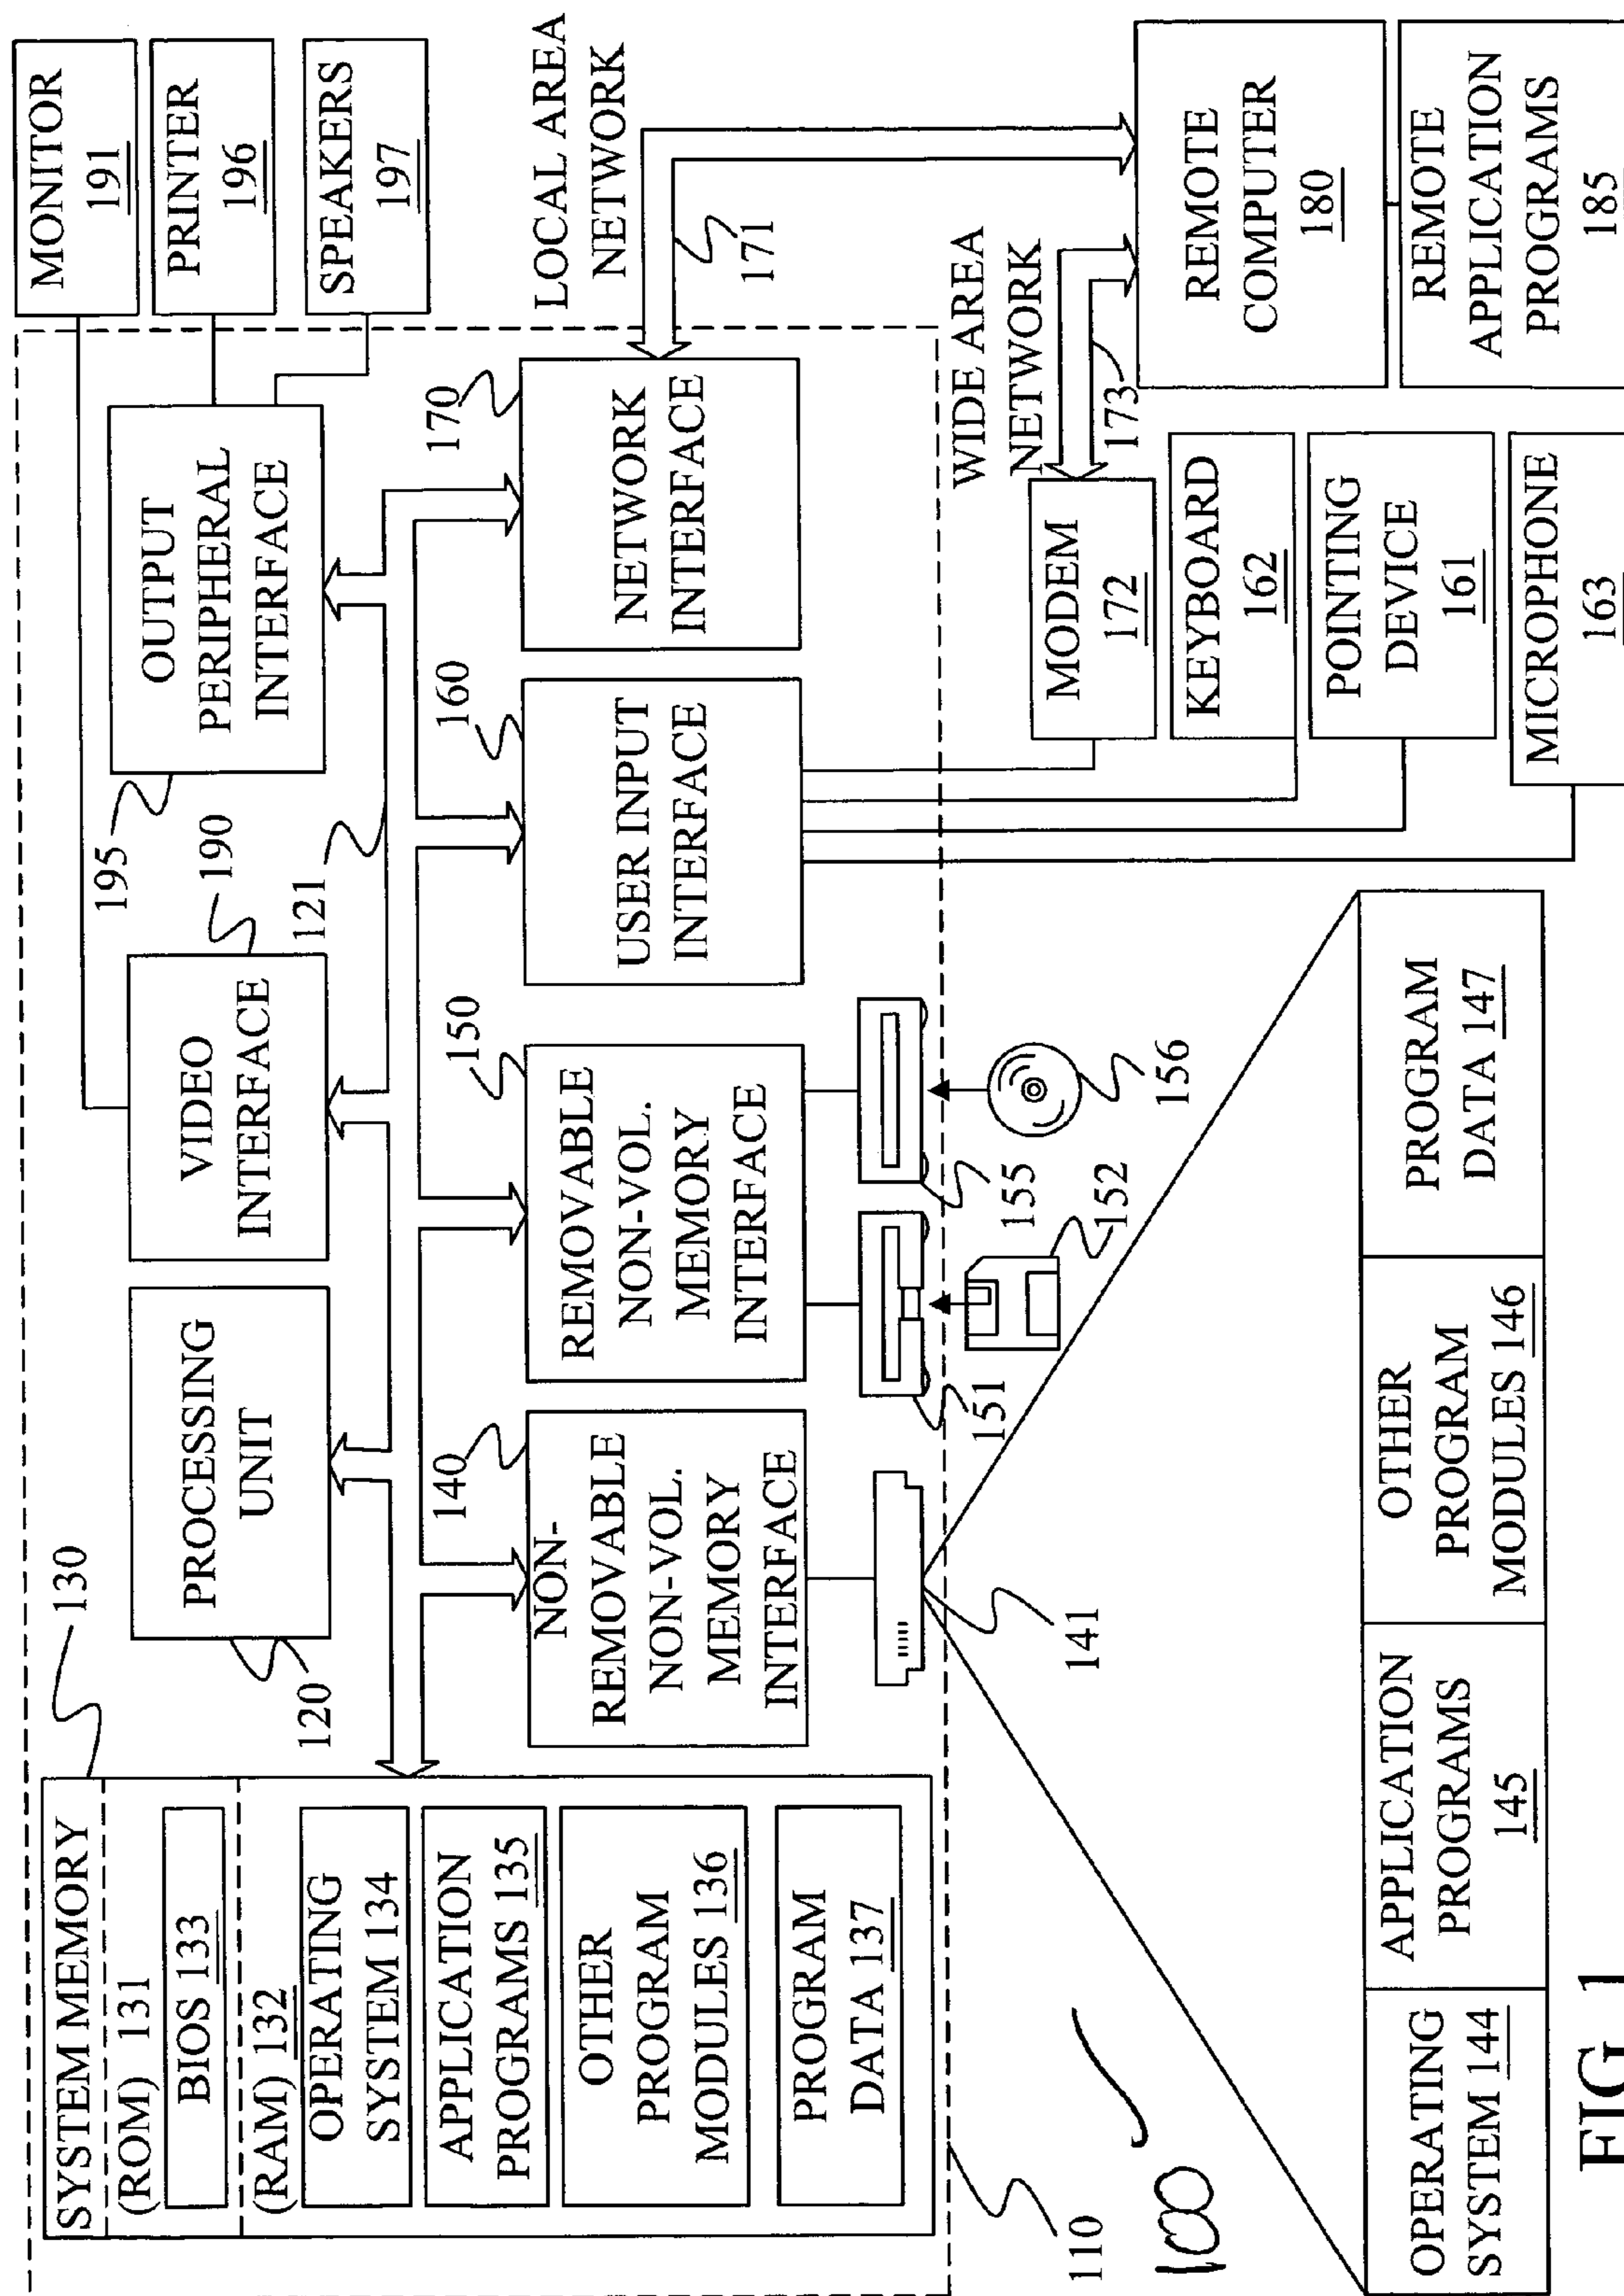 SYSTEM MEMORY
(ROM) 131
BIOS 133
(RAM) 132
OPERATING
SYSTEM 134
APPLICATION
PROGRAMS 135
OTHER
PROGRAM
MODULES 136
PROGRAM
DATA 137
130
120
PROCESSING
UNIT
VIDEO
INTERFACE
190
121
195
OUTPUT
PERIPHERAL
INTERFACE
MONITOR
191
PRINTER
196
SPEAKERS
197
140
NON-
REMOVABLE
NON-VOL.
MEMORY
INTERFACE
150
REMOVABLE
NON-VOL.
MEMORY
INTERFACE
160
USER INPUT
INTERFACE
170
NETWORK
INTERFACE
LOCAL AREA
NETWORK
171
WIDE AREA
NETWORK
173
141
151
152
155
156
MODEM
172
KEYBOARD
162
POINTING
DEVICE
161
MICROPHONE
163
REMOTE
COMPUTER
180
REMOTE
APPLICATION
PROGRAMS
185
110
100
OPERATING
SYSTEM 144
APPLICATION
PROGRAMS
145
OTHER
PROGRAM
MODULES 146
PROGRAM
DATA 147
FIG. 1